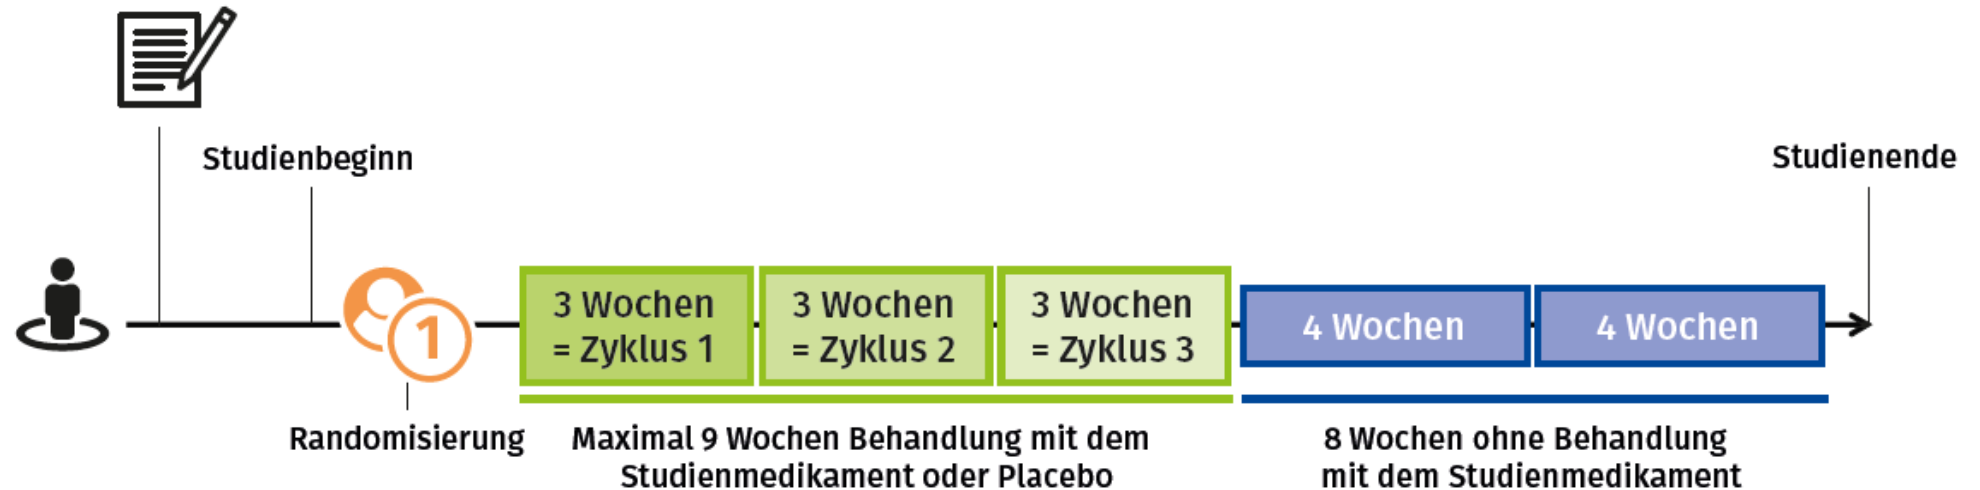 Studienbeginn
Studienende
1
3 Wochen
= Zyklus 1
3 Wochen
= Zyklus 2
3 Wochen
= Zyklus 3
4 Wochen
4 Wochen
Randomisierung
Maximal 9 Wochen Behandlung mit dem
Studienmedikament oder Placebo
8 Wochen ohne Behandlung
mit dem Studienmedikament